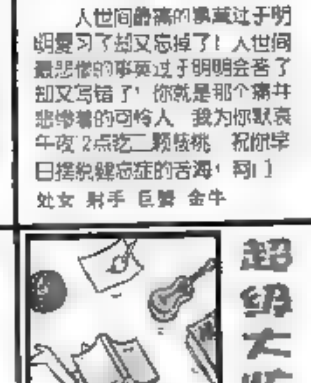 人世间最痛的事莫过于明
明复习了却又忘掉了！人世间
最悲惨的事莫过于明明会答了
却又写错了！你就是那个痛并
悲惨着的可怜人 我为你默哀
午夜12点吃二颗核桃 祝你早
日摆脱健忘症的苦海！
处女 射手 巨蟹 金牛
超
级
大